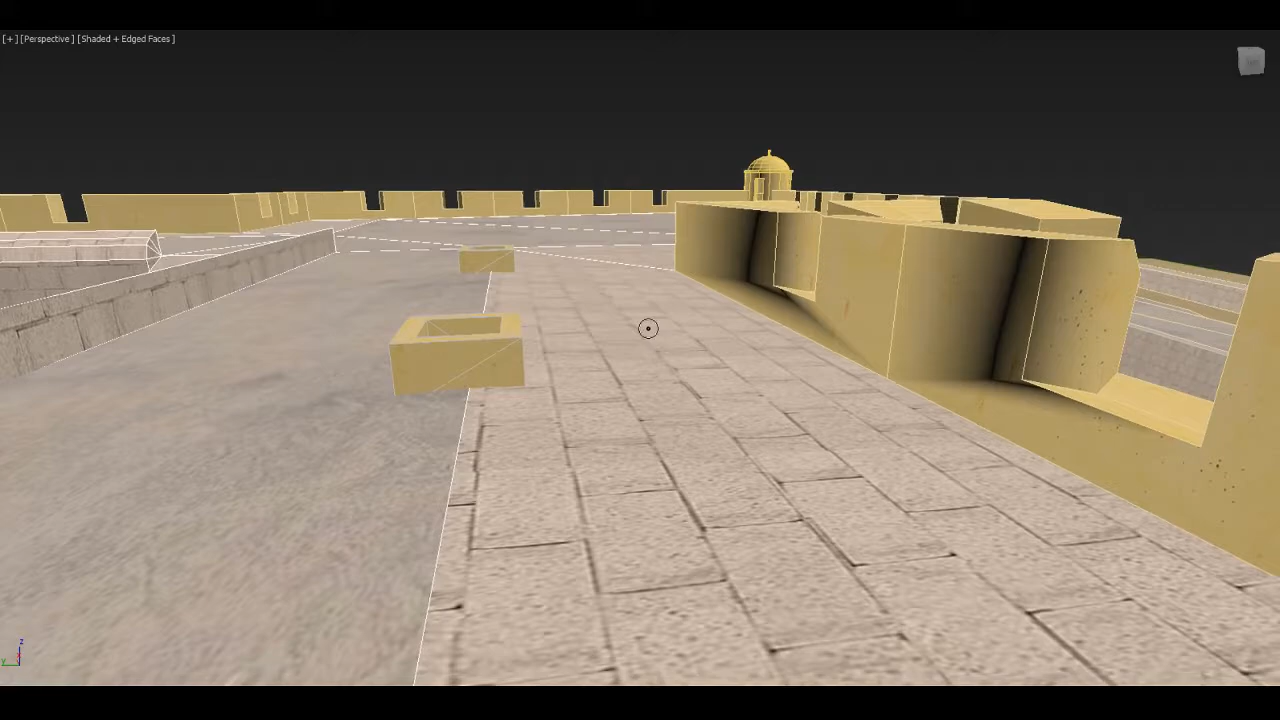 [+] [Perspective ] [Shaded + Edged Faces ]
z
y